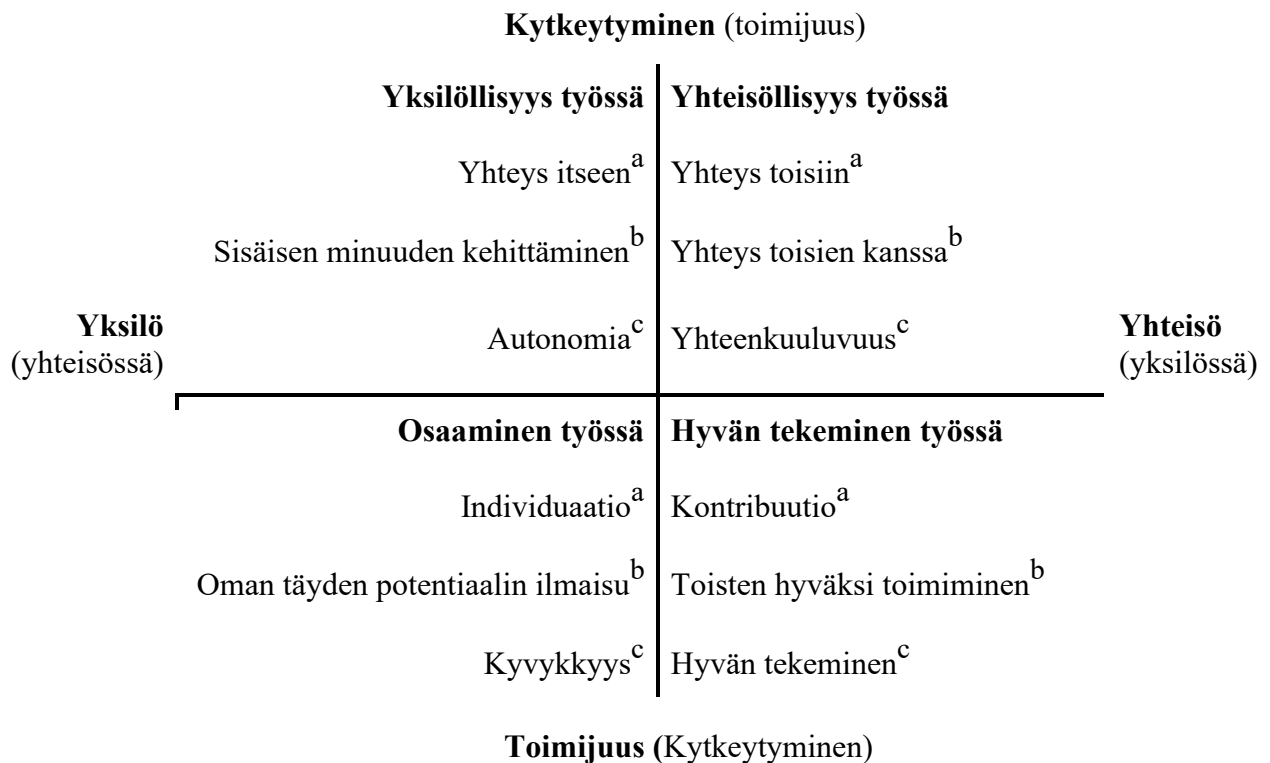 Kytkeytyminen (toimijuus)
Yksilöllisyys työssä Yhteisöllisyys työssä
Yhteys itseen^a Yhteys toisiin^a
Sisäisen minuuden kehittäminen^b Yhteys toisien kanssa^b
Yksilö
(yhteisössä)
Autonomia^c Yhteenkuuluvuus^c
Yhteisö
(yksilössä)
Osaaminen työssä Hyvän tekeminen työssä
Individuaatio^a Kontribuutio^a
Oman täyden potentiaalin ilmaisu^b Toisten hyväksi toimiminen^b
Kyvykkyys^c Hyvän tekeminen^c
Toimijuus (Kytkeytyminen)